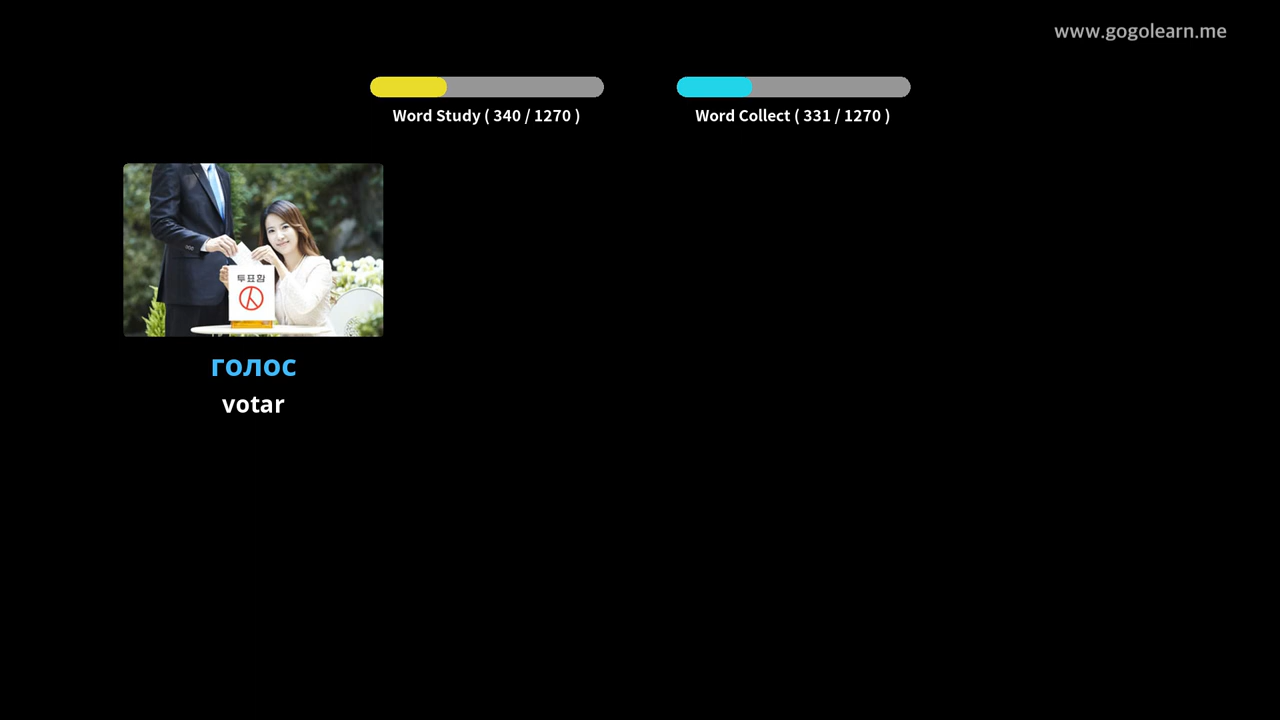 www.gogolearn.me
Word Study ( 340 / 1270 )
Word Collect ( 331 / 1270 )
투표함
голос
votar